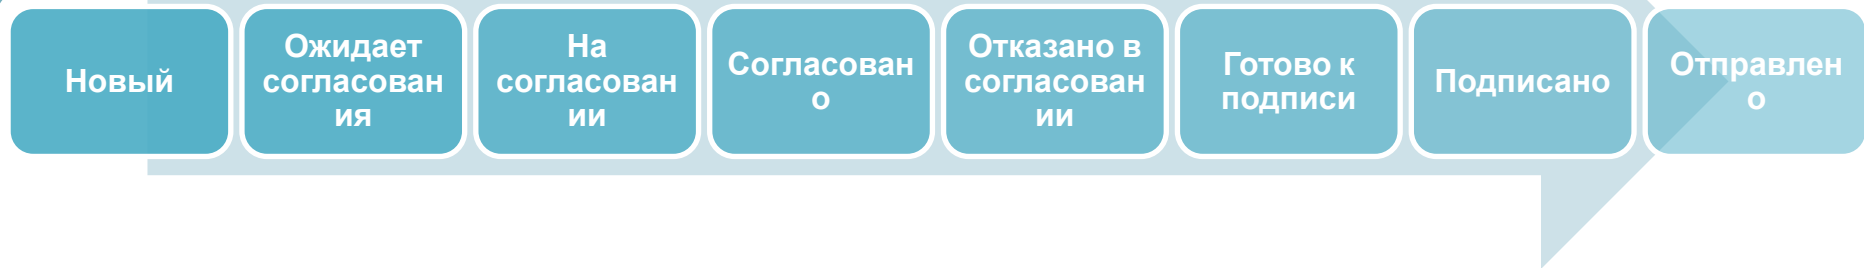 Новый
Ожидает
согласован
ия
На
согласован
ии
Согласован
о
Отказано в
согласован
ии
Готово к
подписи
Подписано
Отправлен
о